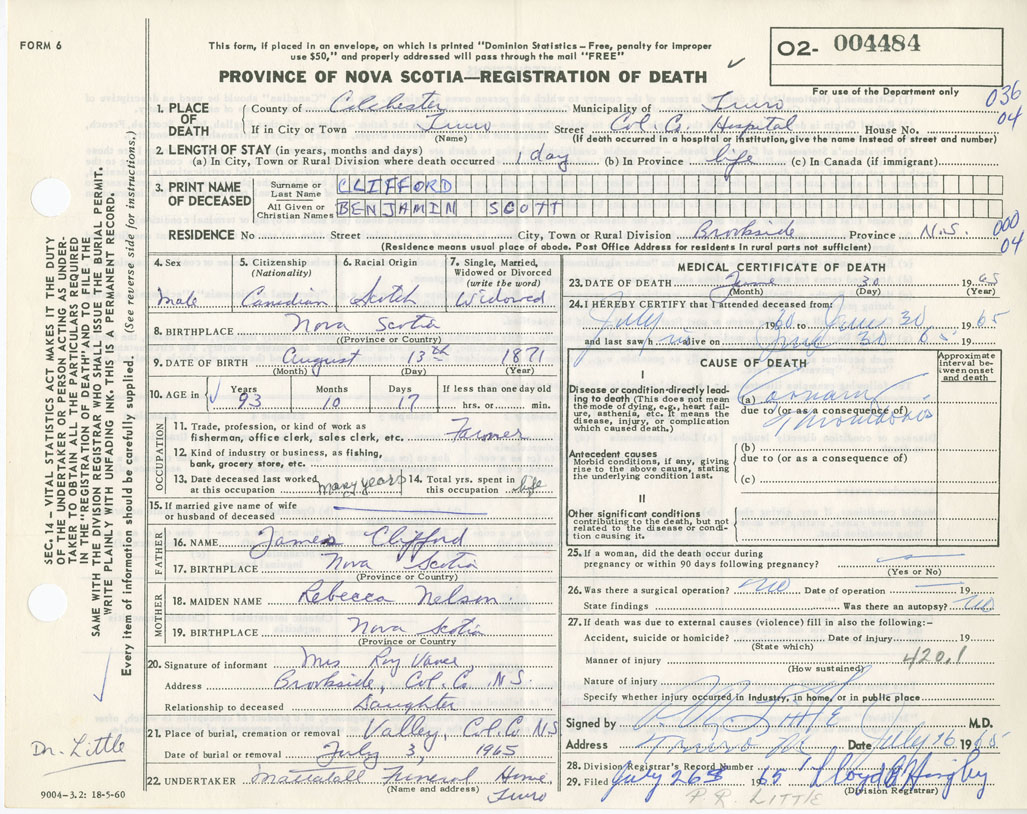 FORM 6
This form, if placed in an envelope, on which is printed "Dominion Statistics – Free, penalty for improper
use $50," and properly addressed will pass through the mail "FREE"
PROVINCE OF NOVA SCOTIA—REGISTRATION OF DEATH
O2- 004484
For use of the Department only
036
04
1. PLACE OF DEATH
County of Colchester Municipality of Truro
If in City or Town Truro Street Col. Co. Hospital House No.
(Name) (If death occurred in a hospital or institution, give the name instead of street and number)
2. LENGTH OF STAY (in years, months and days)
(a) In City, Town or Rural Division where death occurred 1 day (b) In Province life (c) In Canada (if immigrant)
3. PRINT NAME OF DECEASED
Surname or Last Name CLIFFORD
All Given or Christian Names BENJAMIN SCOTT
RESIDENCE No Street City, Town or Rural Division Brookside Province N.S.
000
04
(Residence means usual place of abode. Post Office Address for residents in rural parts not sufficient)
4. Sex
male
5. Citizenship
(Nationality)
Canadian
6. Racial Origin
Scotch
7. Single, Married,
Widowed or Divorced
(write the word)
Widowed
8. BIRTHPLACE Nova Scotia
(Province or Country)
9. DATE OF BIRTH August 13th 1871
(Month) (Day) (Year)
10. AGE in Years Months Days If less than one day old
93 10 17 hrs. or min.
OCCUPATION
11. Trade, profession, or kind of work as
fisherman, office clerk, sales clerk, etc. Farmer
12. Kind of industry or business, as fishing,
bank, grocery store, etc.
13. Date deceased last worked
at this occupation many years
14. Total yrs. spent in
this occupation life
15. If married give name of wife
or husband of deceased
FATHER
16. NAME James Clifford
17. BIRTHPLACE Nova Scotia
(Province or Country)
MOTHER
18. MAIDEN NAME Rebecca Nelson
19. BIRTHPLACE Nova Scotia
(Province or Country)
20. Signature of informant Mrs Roy Vance
Address Brookside, Col. Co. N.S.
Relationship to deceased Daughter
21. Place of burial, cremation or removal Valley, Col. Co N.S
Date of burial or removal July 3, 1965
22. UNDERTAKER Mattatall Funeral Home,
(Name and address) Truro
MEDICAL CERTIFICATE OF DEATH
23. DATE OF DEATH June 30 1965
(Month) (Day) (Year)
24. I HEREBY CERTIFY that I attended deceased from:
July 1960 to June 30 1965
and last saw h im alive on June 30 65 19
CAUSE OF DEATH
Approximate
interval be-
tween onset
and death
I
Disease or condition directly lead-
ing to death (This does not mean
the mode of dying, e.g., heart fail-
ure, asthenia, etc. It means the
disease, injury, or complication
which caused death.)
(a) Coronary
due to (or as a consequence of)
Thrombosis
Antecedent causes
Morbid conditions, if any, giving
rise to the above cause, stating
the underlying condition last.
(b)
due to (or as a consequence of)
(c)
II
Other significant conditions
contributing to the death, but not
related to the disease or condi-
tion causing it.
25. If a woman, did the death occur during
pregnancy or within 90 days following pregnancy?
(Yes or No)
26. Was there a surgical operation? No Date of operation 19
State findings Was there an autopsy? No
27. If death was due to external causes (violence) fill in also the following:–
Accident, suicide or homicide? Date of injury 19
(State which)
Manner of injury 420.1
(How sustained)
Nature of injury
Specify whether injury occurred in industry, in home, or in public place
Signed by Little M.D.
Address Truro NS Date July 26 1965
28. Division Registrar's Record Number
29. Filed July 26th 1965
(Division Registrar)
P.R. LITTLE
SEC. 14 – VITAL STATISTICS ACT MAKES IT THE DUTY
OF THE UNDERTAKER OR PERSON ACTING AS UNDER-
TAKER TO OBTAIN ALL THE PARTICULARS REQUIRED
IN THE "REGISTRATION OF DEATH" AND TO FILE THE
SAME WITH THE DIVISION REGISTRAR WHO SHALL ISSUE THE BURIAL PERMIT.
WRITE PLAINLY WITH UNFADING INK - THIS IS A PERMANENT RECORD.
Every item of information should be carefully supplied. (See reverse side for instructions.)
Dr. Little
9004-3.2: 18-5-60